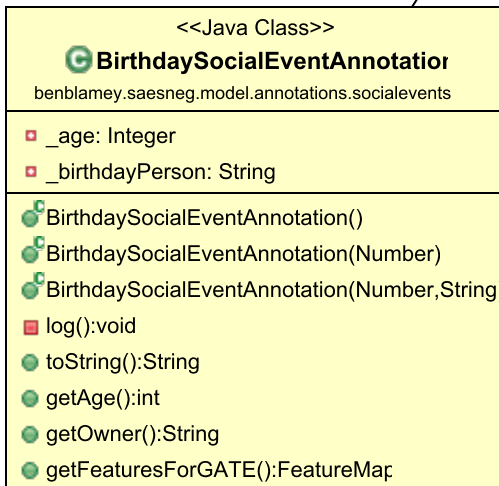 <<Java Class>>
BirthdaySocialEventAnnotation
benblamey.saesneg.model.annotations.socialevents
_age: Integer
_birthdayPerson: String
BirthdaySocialEventAnnotation()
BirthdaySocialEventAnnotation(Number)
BirthdaySocialEventAnnotation(Number,String
log():void
toString():String
getAge():int
getOwner():String
getFeaturesForGATE():FeatureMap